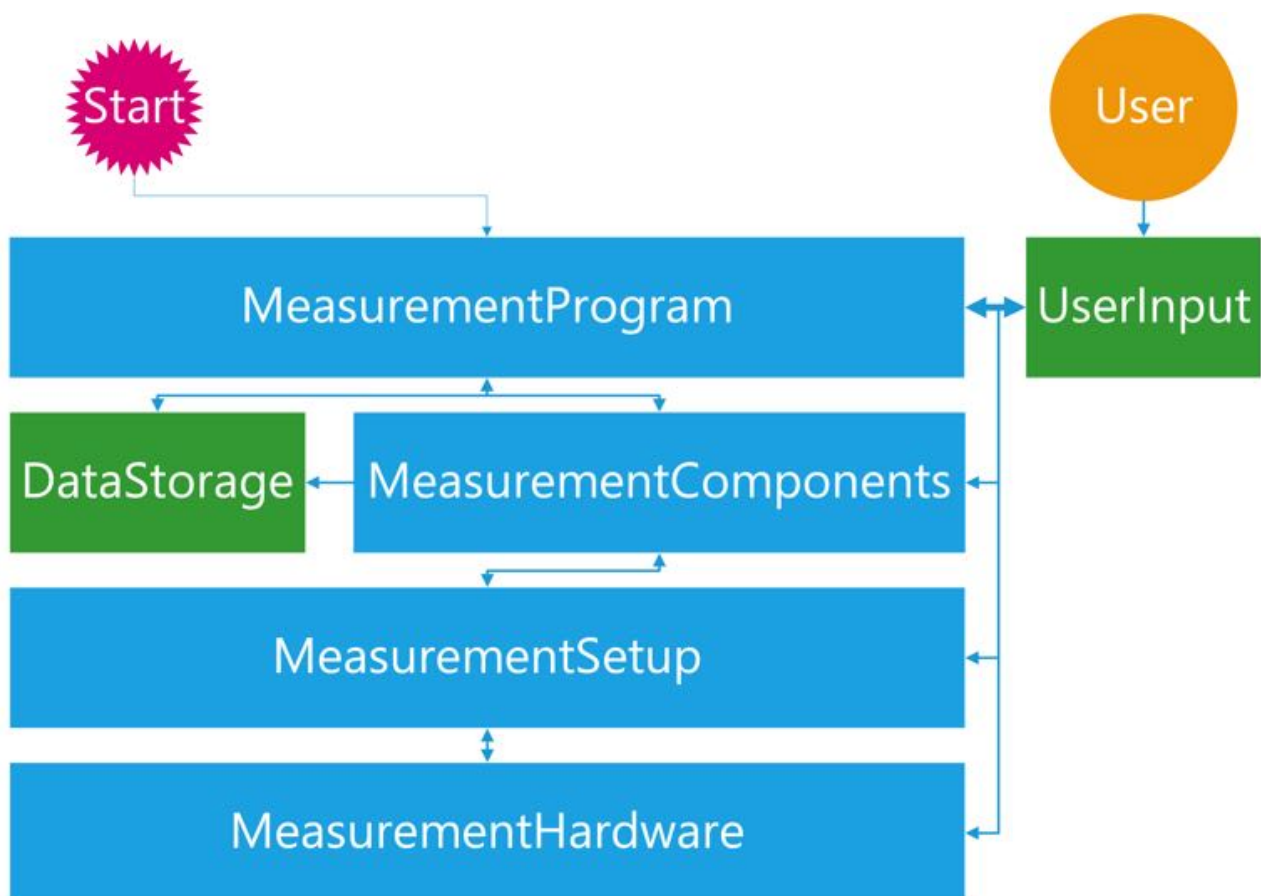 Start
User
MeasurementProgram
UserInput
DataStorage
MeasurementComponents
MeasurementSetup
MeasurementHardware